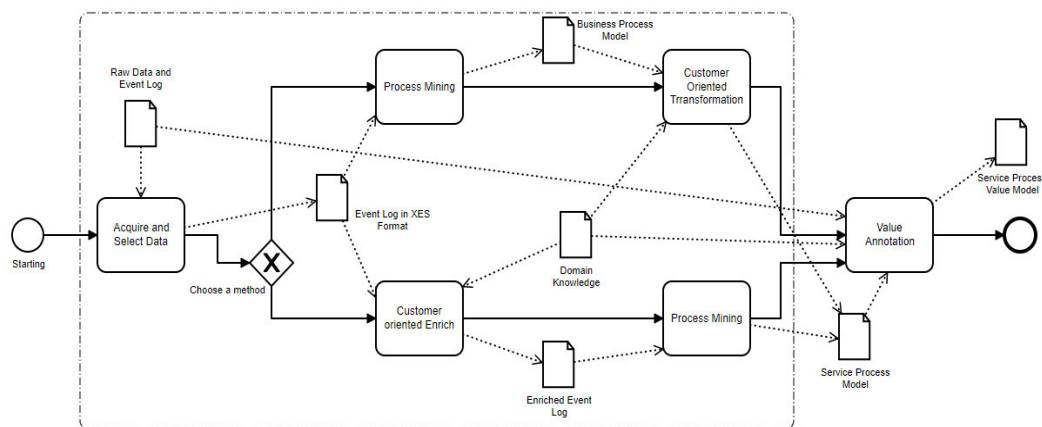 Business Process
Model
Raw Data and
Event Log
Process Mining
Customer
Oriented
Trransformation
Service Proces
Value Model
Acquire and
Select Data
Event Log in XES
Format
Value
Annotation
Starting
Choose a method
Domain
Knowledge
Customer
oriented Enrich
Process Mining
Service Process
Model
Enriched Event
Log